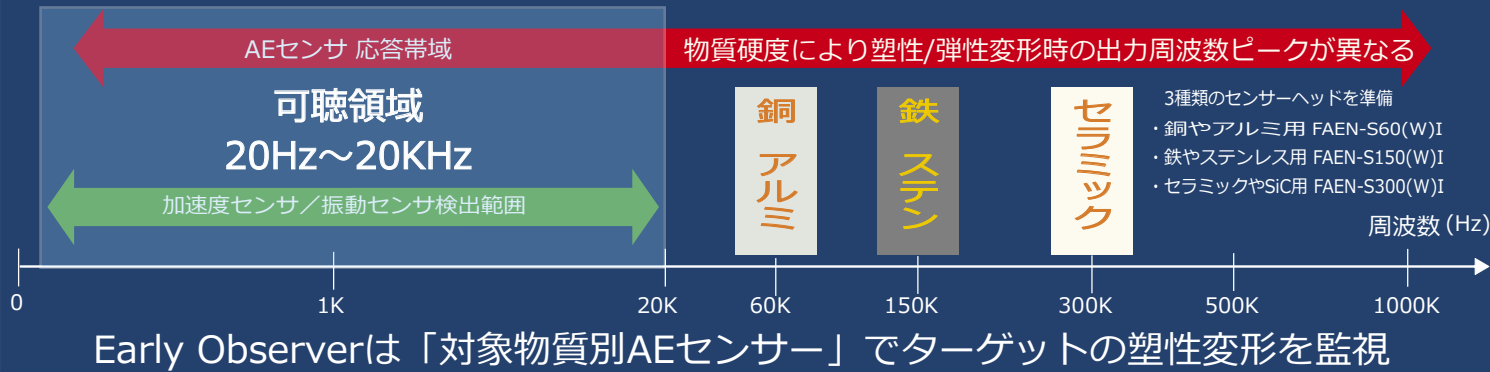 AEセンサ 応答帯域
物質硬度により塑性/弾性変形時の出力周波数ピークが異なる
可聴領域
20Hz～20KHz
加速度センサ／振動センサ検出範囲
銅 アルミ
鉄 ステン
セラミック
3種類のセンサーヘッドを準備
・銅やアルミ用 FAEN-S60(W)I
・鉄やステンレス用 FAEN-S150(W)I
・セラミックやSiC用 FAEN-S300(W)I
周波数 (Hz)
0 1K 20K 60K 150K 300K 500K 1000K
Early Observerは「対象物質別AEセンサー」でターゲットの塑性変形を監視